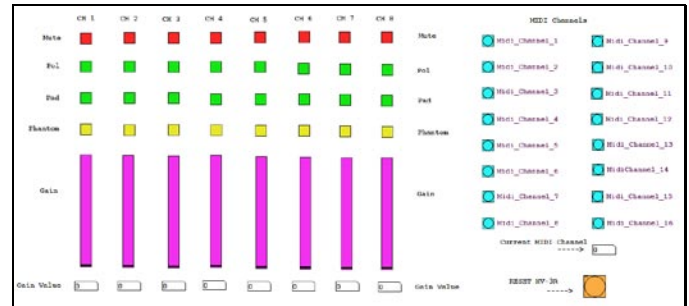 CH 1 CH 2 CH 3 CH 4 CH 5 CH 6 CH 7 CH 8 MIDI Channels
Mute Mute
Midi_Channel_1 Midi_Channel_9
Pol Pol
Midi_Channel_2 Midi_Channel_10
Midi_Channel_3 Midi_Channel_11
Pad Pad
Midi_Channel_4 Midi_Channel_12
Phantom Phantom
Midi_Channel_5 Midi_Channel_13
Midi_Channel_6 MidiChannel_14
Gain Gain
Midi_Channel_7 Midi_Channel_15
Midi_Channel_8 Midi_Channel_16
Current MIDI Channel
----> 0
Gain Value 0 0 0 0 0 0 0 0 Gain Value
RESET MV-3R
---->